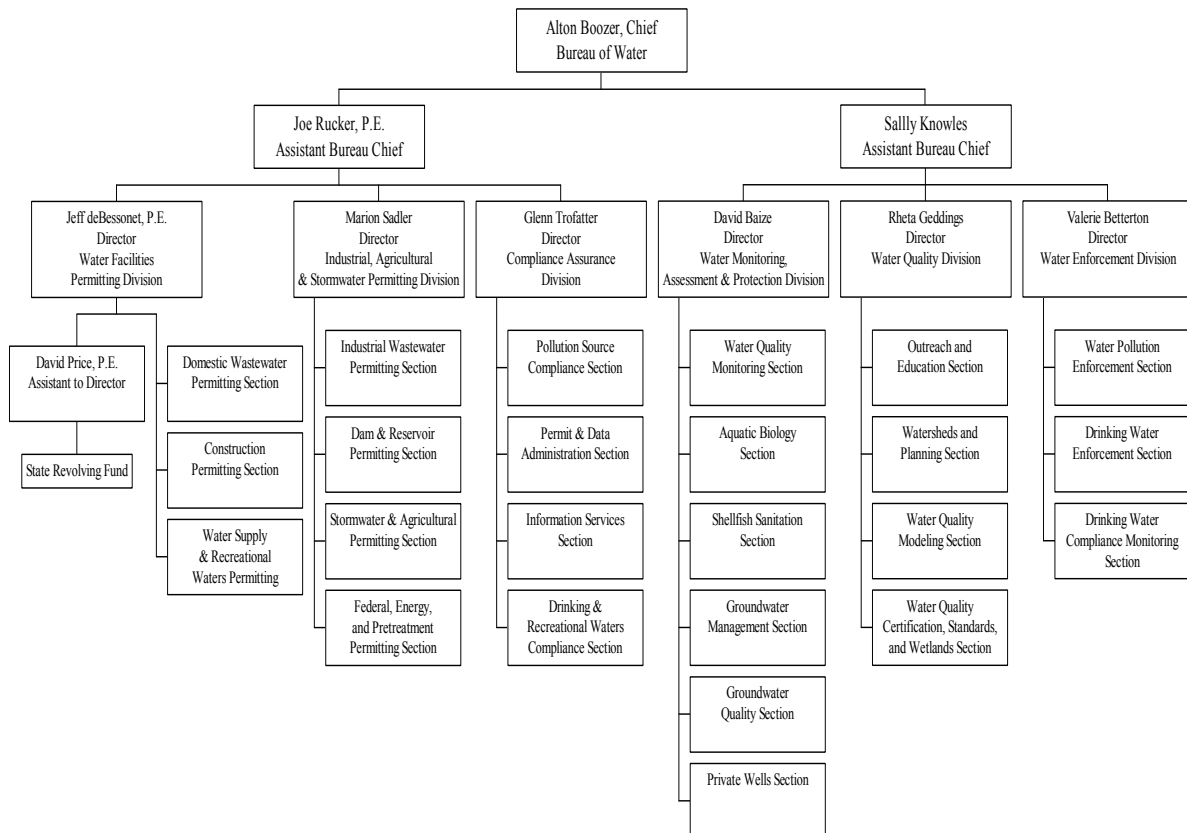 Alton Boozer, Chief
Bureau of Water
Joe Rucker, P.E.
Assistant Bureau Chief
Sallly Knowles
Assistant Bureau Chief
Jeff deBessonet, P.E.
Director
Water Facilities
Permitting Division
Marion Sadler
Director
Industrial, Agricultural
& Stormwater Permitting Division
Glenn Trofatter
Director
Compliance Assurance
Division
David Baize
Director
Water Monitoring,
Assessment & Protection Division
Rheta Geddings
Director
Water Quality Division
Valerie Betterton
Director
Water Enforcement Division
David Price, P.E.
Assistant to Director
State Revolving Fund
Domestic Wastewater
Permitting Section
Construction
Permitting Section
Water Supply
& Recreational
Waters Permitting
Industrial Wastewater
Permitting Section
Dam & Reservoir
Permitting Section
Stormwater & Agricultural
Permitting Section
Federal, Energy,
and Pretreatment
Permitting Section
Pollution Source
Compliance Section
Permit & Data
Administration Section
Information Services
Section
Drinking &
Recreational Waters
Compliance Section
Water Quality
Monitoring Section
Aquatic Biology
Section
Shellfish Sanitation
Section
Groundwater
Management Section
Groundwater
Quality Section
Private Wells Section
Outreach and
Education Section
Watersheds and
Planning Section
Water Quality
Modeling Section
Water Quality
Certification, Standards,
and Wetlands Section
Water Pollution
Enforcement Section
Drinking Water
Enforcement Section
Drinking Water
Compliance Monitoring
Section